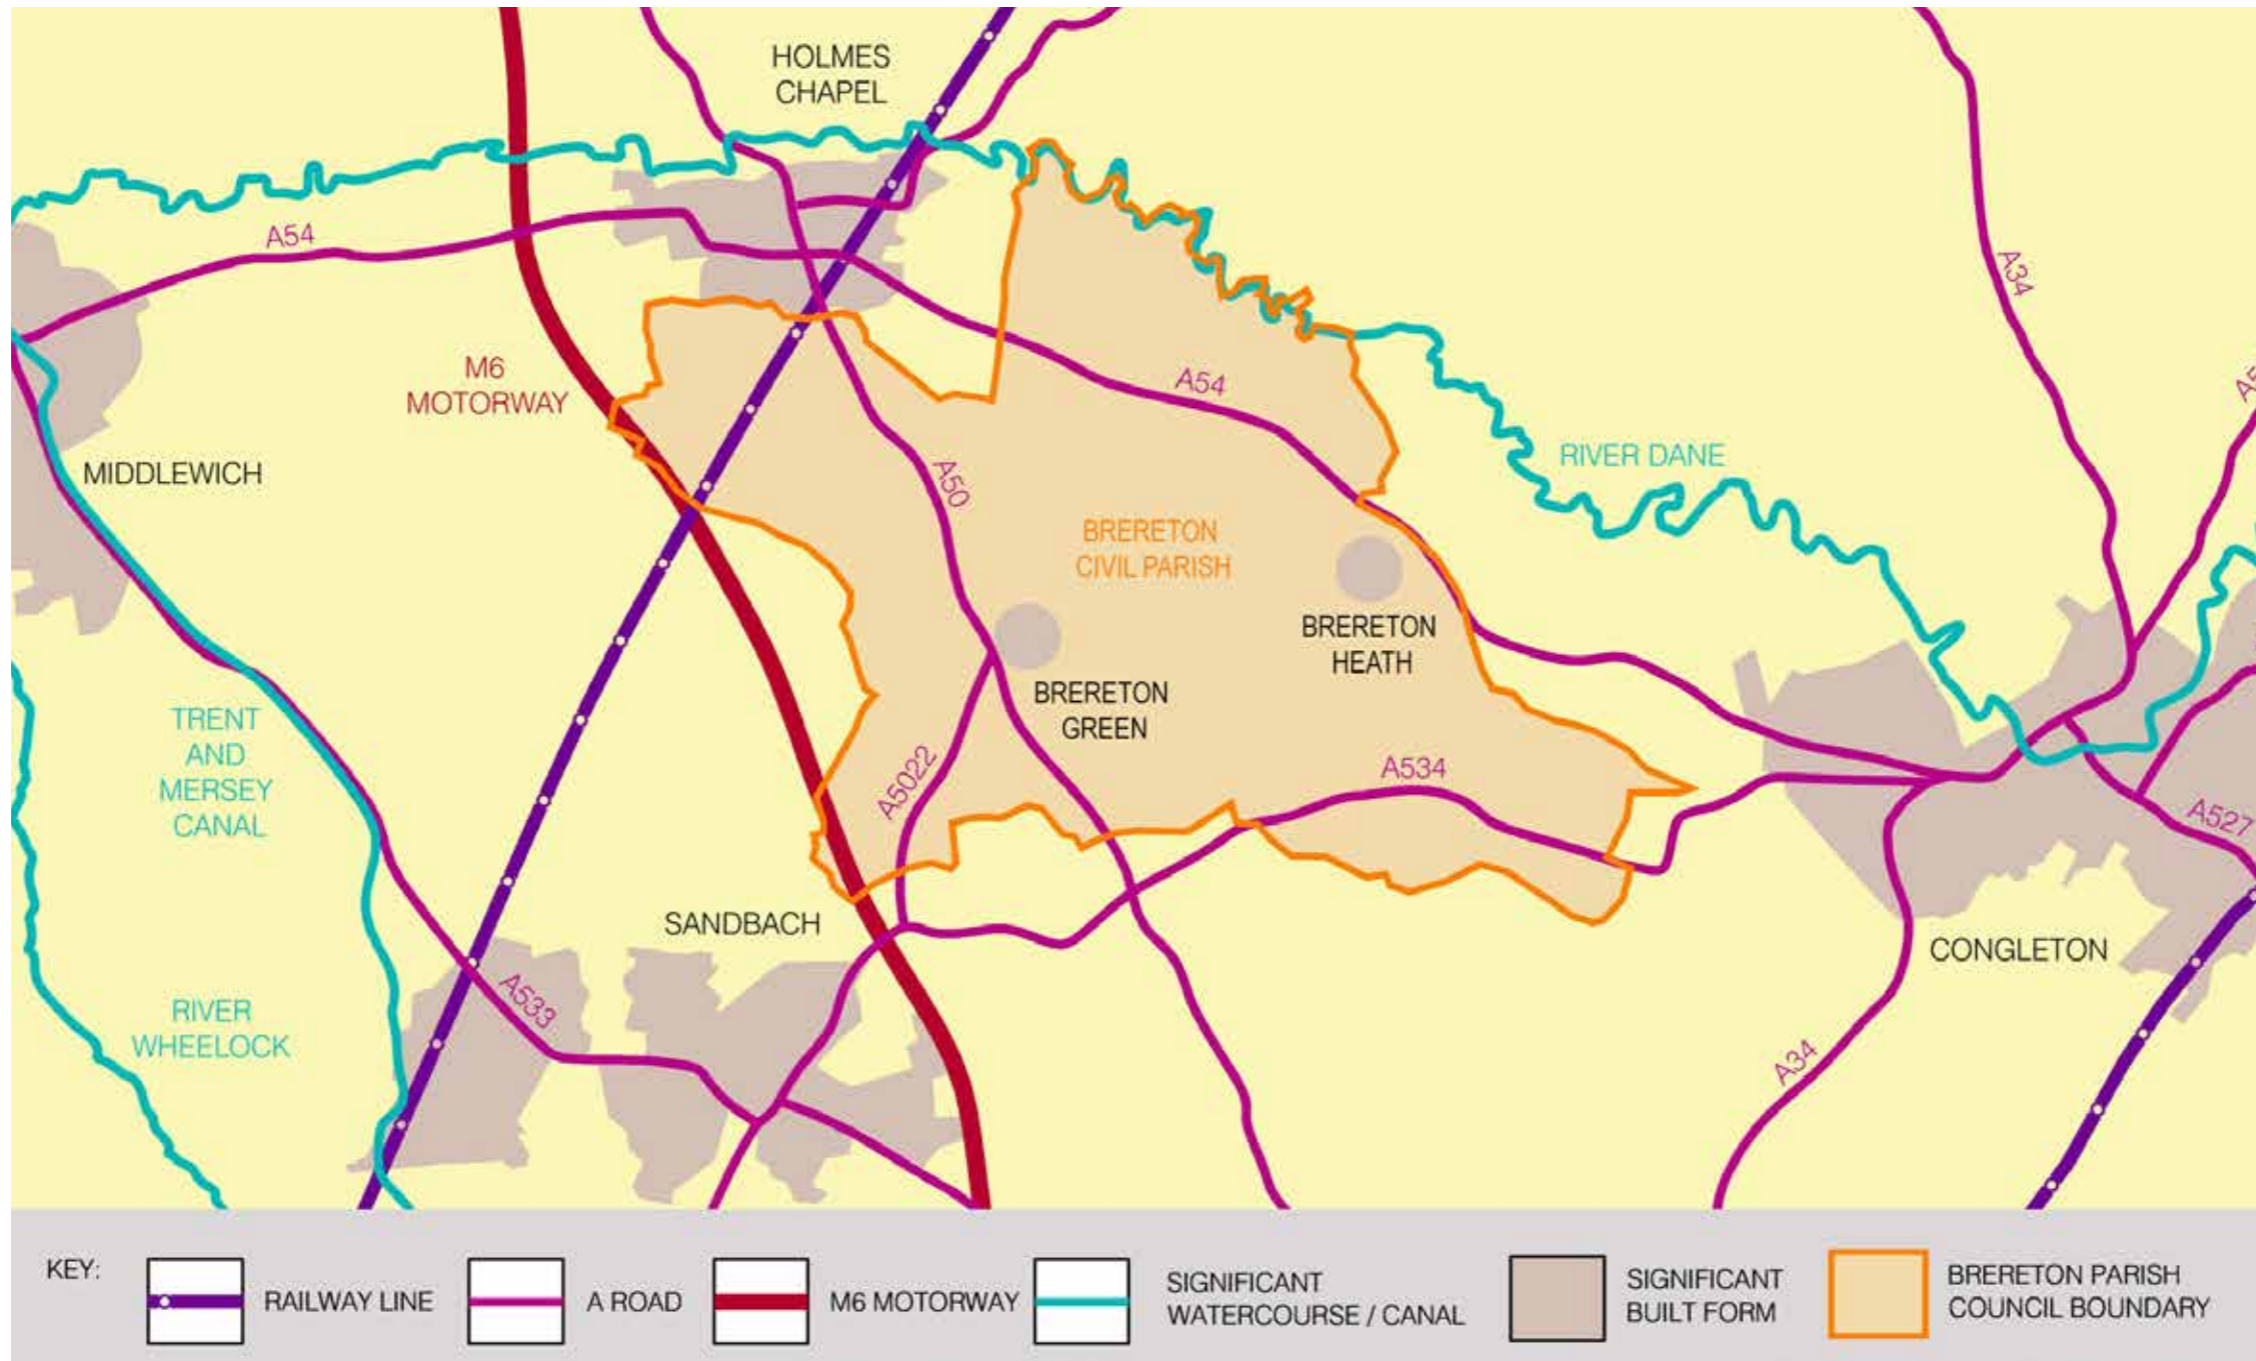 HOLMES
CHAPEL
A54
A34
M6
MOTORWAY
A54
MIDDLEWICH
A50
RIVER DANE
BRERETON
CIVIL PARISH
BRERETON
HEATH
BRERETON
GREEN
TRENT
AND
MERSEY
CANAL
A5022
A534
A527
SANDBACH
CONGLETON
A533
RIVER
WHEELOCK
A34
KEY:
RAILWAY LINE
A ROAD
M6 MOTORWAY
SIGNIFICANT
WATERCOURSE / CANAL
SIGNIFICANT
BUILT FORM
BRERETON PARISH
COUNCIL BOUNDARY